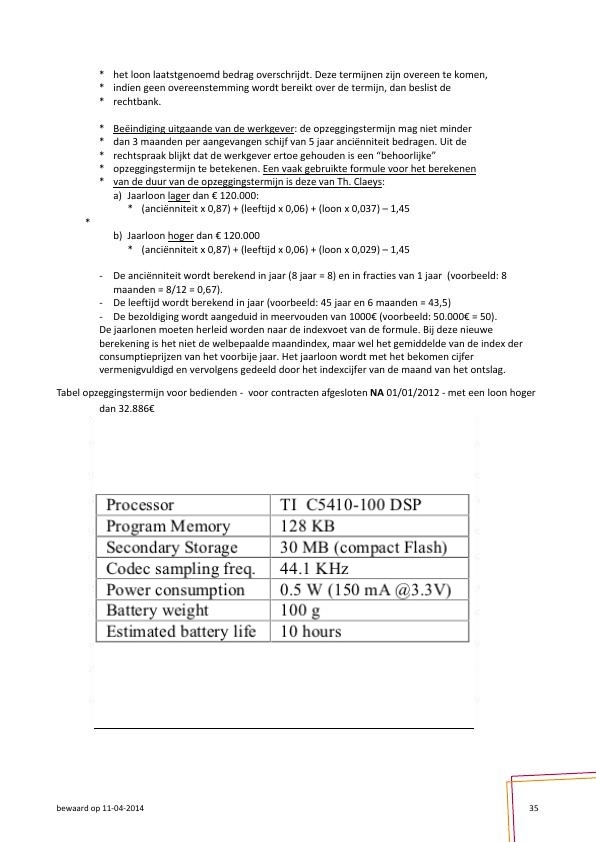 * het loon laatstgenoemd bedrag overschrijdt. Deze termijnen zijn overeen te komen,
* indien geen overeenstemming wordt bereikt over de termijn, dan beslist de
* rechtbank.
* Beëindiging uitgaande van de werkgever: de opzeggingstermijn mag niet minder
* dan 3 maanden per aangevangen schijf van 5 jaar anciënniteit bedragen. Uit de
* rechtspraak blijkt dat de werkgever ertoe gehouden is een “behoorlijke”
* opzeggingstermijn te betekenen. Een vaak gebruikte formule voor het berekenen
* van de duur van de opzeggingstermijn is deze van Th. Claeys:
a) Jaarloon lager dan € 120.000:
* (anciënniteit x 0,87) + (leeftijd x 0,06) + (loon x 0,037) – 1,45
*
b) Jaarloon hoger dan € 120.000
* (anciënniteit x 0,87) + (leeftijd x 0,06) + (loon x 0,029) – 1,45
- De anciënniteit wordt berekend in jaar (8 jaar = 8) en in fracties van 1 jaar (voorbeeld: 8
maanden = 8/12 = 0,67).
- De leeftijd wordt berekend in jaar (voorbeeld: 45 jaar en 6 maanden = 43,5)
- De bezoldiging wordt aangeduid in meervouden van 1000€ (voorbeeld: 50.000€ = 50).
De jaarlonen moeten herleid worden naar de indexvoet van de formule. Bij deze nieuwe
berekening is het niet de welbepaalde maandindex, maar wel het gemiddelde van de index der
consumptieprijzen van het voorbije jaar. Het jaarloon wordt met het bekomen cijfer
vermenigvuldigd en vervolgens gedeeld door het indexcijfer van de maand van het ontslag.
Tabel opzeggingstermijn voor bedienden - voor contracten afgesloten NA 01/01/2012 - met een loon hoger
dan 32.886€
Processor TI C5410-100 DSP
Program Memory 128 KB
Secondary Storage 30 MB (compact Flash)
Codec sampling freq. 44.1 KHz
Power consumption 0.5 W (150 mA @3.3V)
Battery weight 100 g
Estimated battery life 10 hours
bewaard op 11-04-2014 35